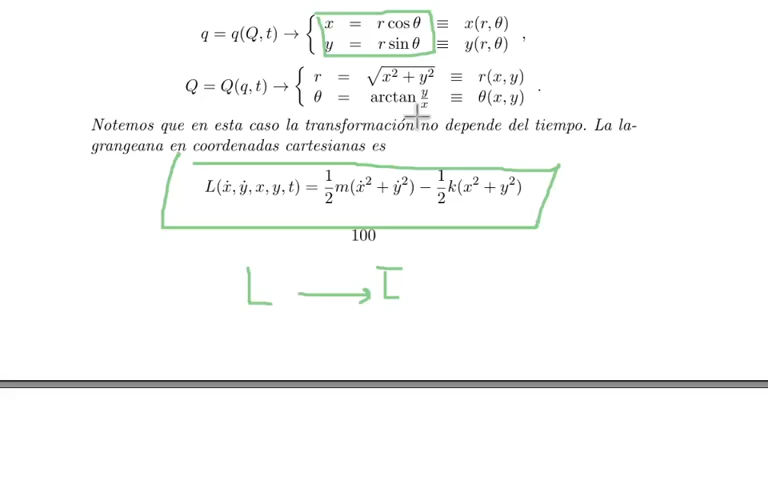 q = q(Q, t) → { x = r cos θ ≡ x(r, θ)
y = r sin θ ≡ y(r, θ) ,
Q = Q(q, t) → { r = √(x² + y²) ≡ r(x, y)
θ = arctan y/x ≡ θ(x, y) .
Notemos que en esta caso la transformación no depende del tiempo. La la-
grangeana en coordenadas cartesianas es
L(ẋ, ẏ, x, y, t) = 1/2 m(ẋ² + ẏ²) − 1/2 k(x² + y²)
100
L →